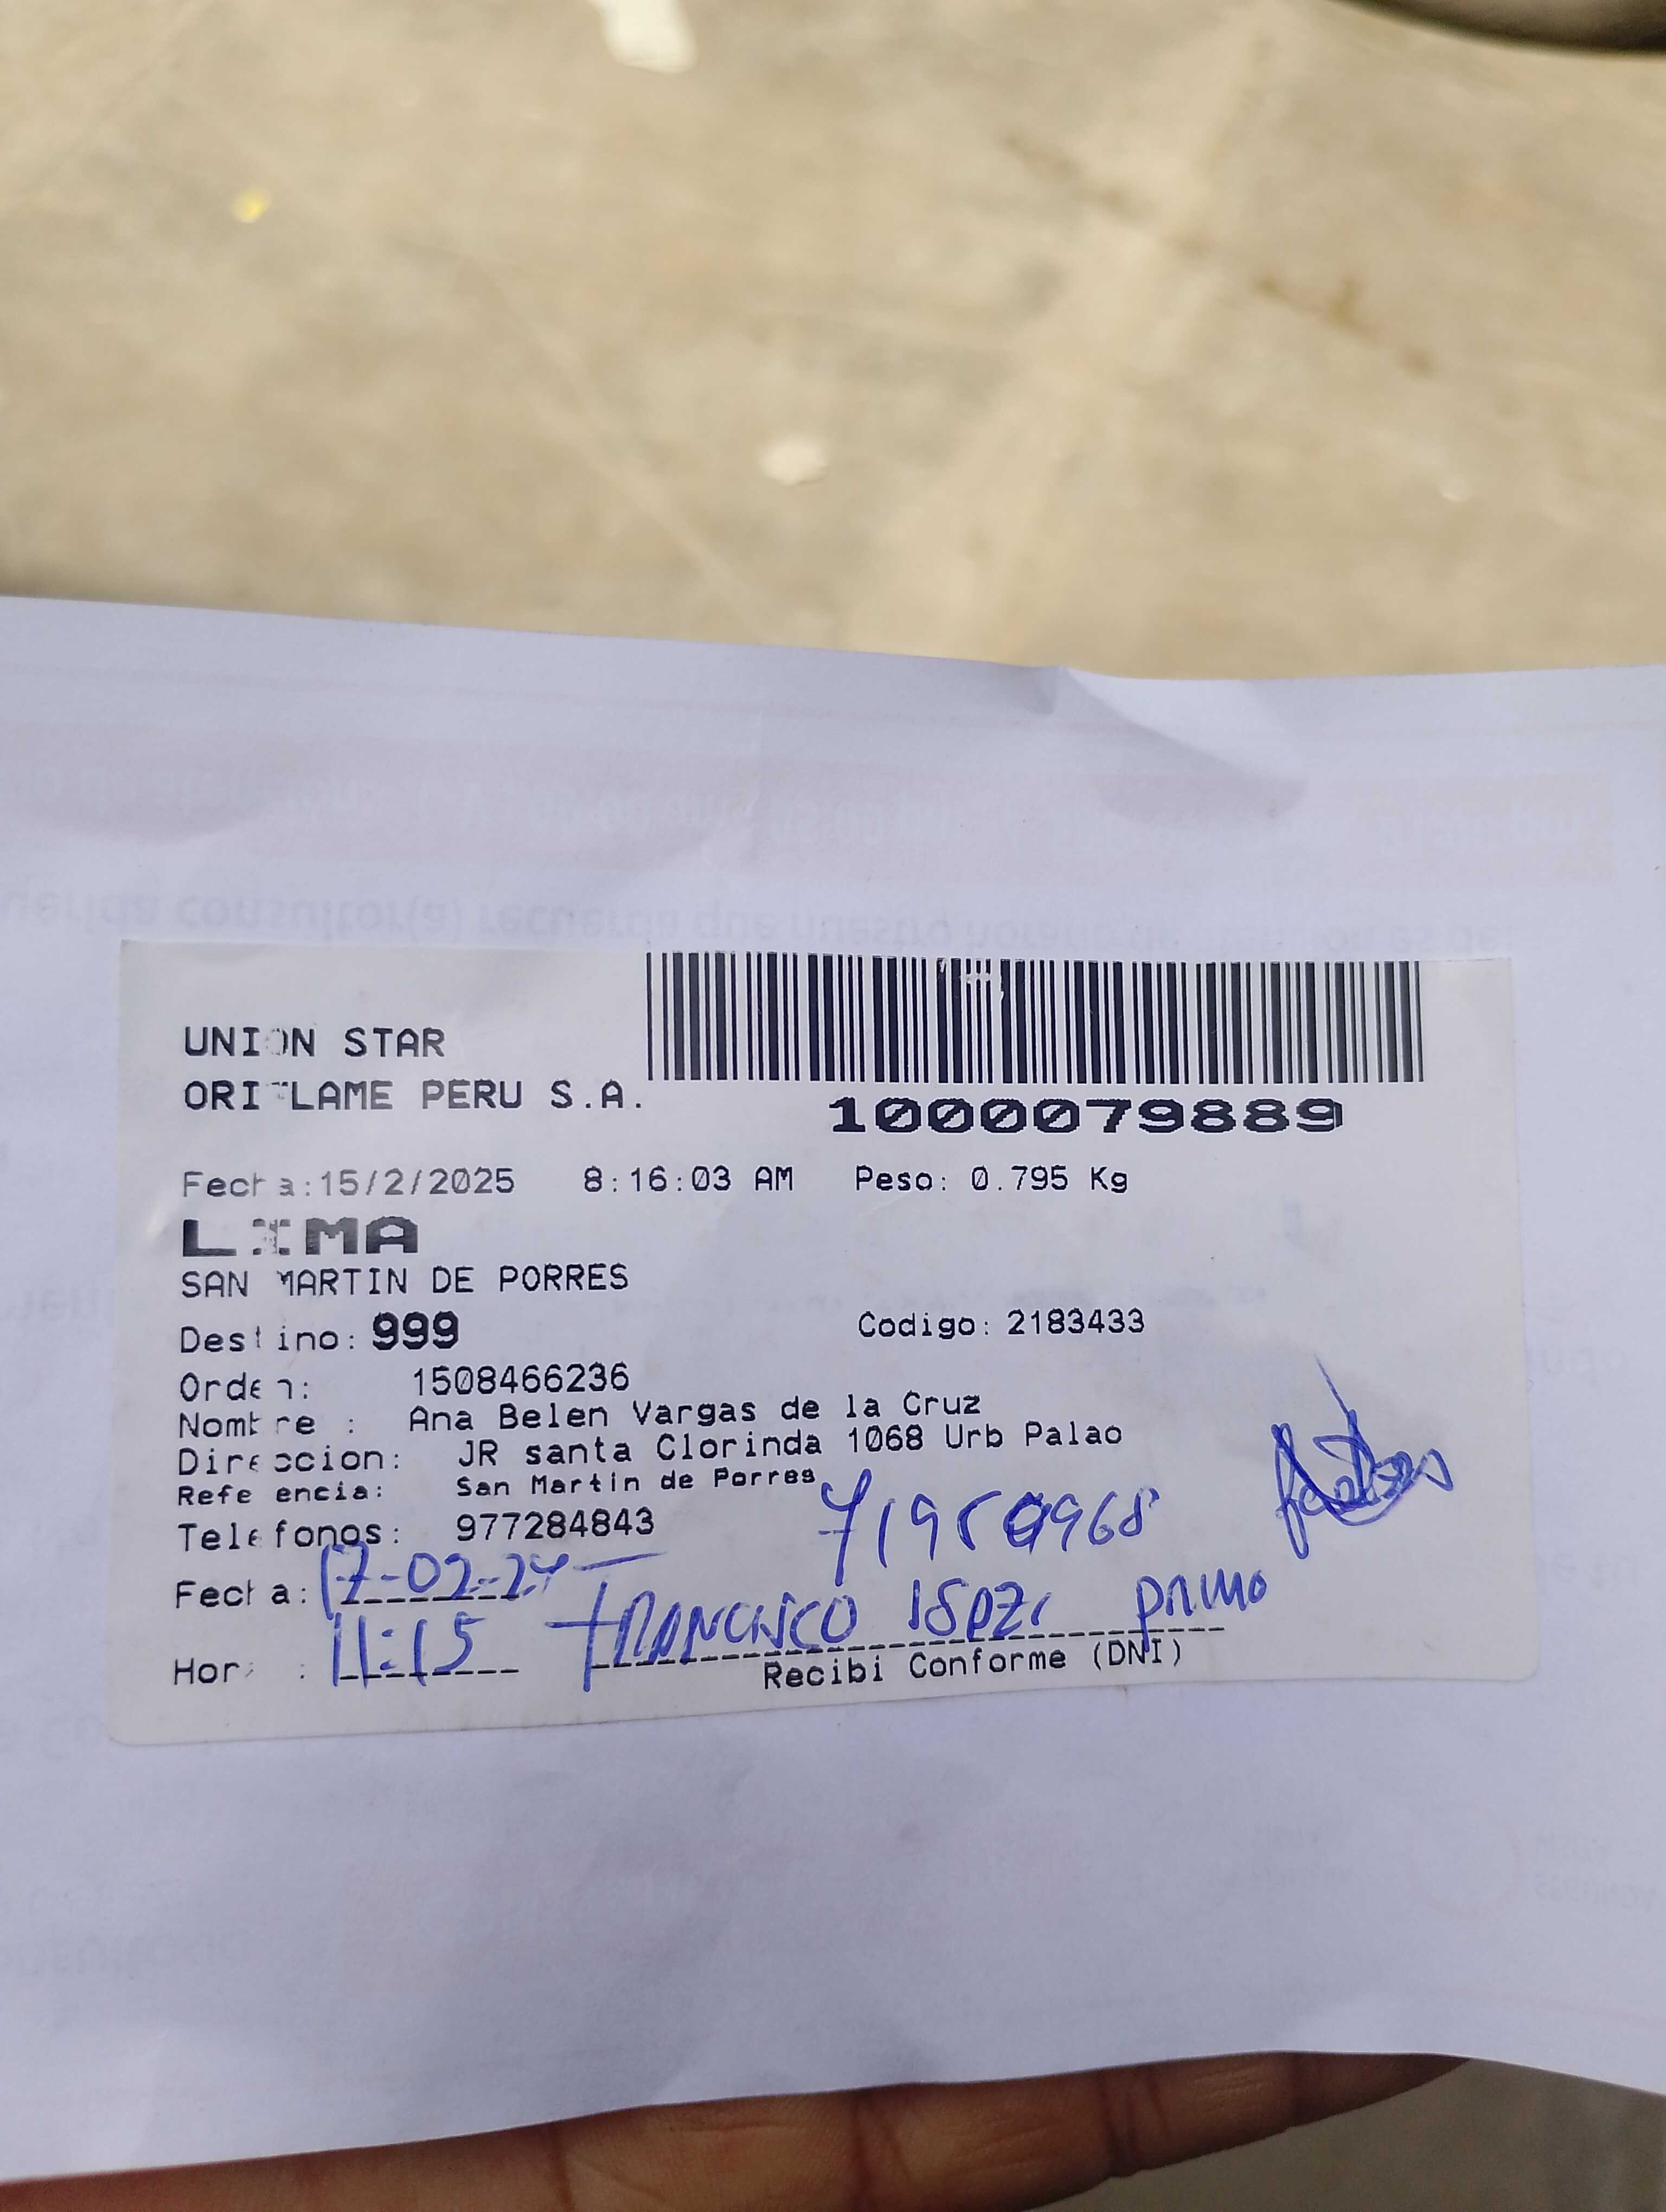 UNION STAR
ORIFLAME PERU S.A.
1000079889
Fecha:15/2/2025 8:16:03 AM Peso: 0.795 Kg
LIMA
SAN MARTIN DE PORRES
Destino: 999 Codigo: 2183433
Orden: 1508466236
Nombre : Ana Belen Vargas de la Cruz
Direccion: JR santa Clorinda 1068 Urb Palao
Referencia: San Martin de Porres
Telefonos: 977284843
Fecha: 17-02-24
Hora : 11:15 FRANCISCO primo
Recibi Conforme (DNI)